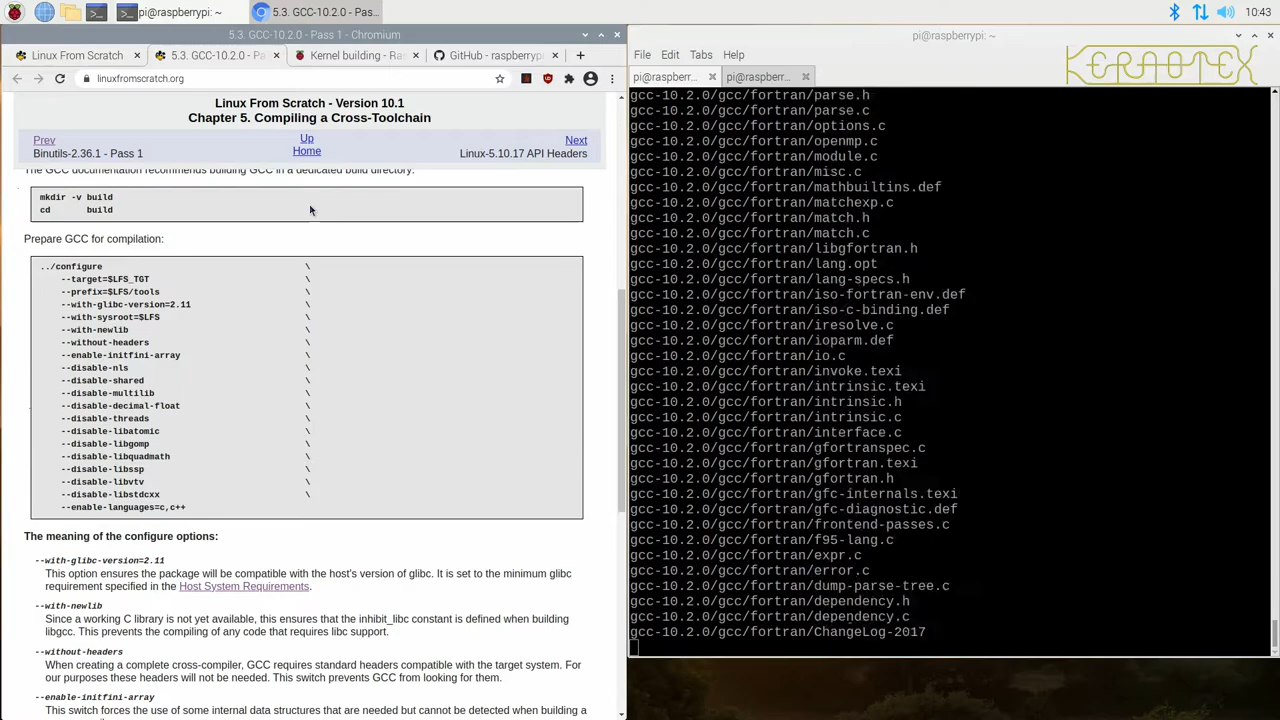 pi@raspberrypi: ~
5.3. GCC-10.2.0 - Pas...
10:43
5.3. GCC-10.2.0 - Pass 1 - Chromium
Linux From Scratch
5.3. GCC-10.2.0 - Pa
Kernel building - Ras
GitHub - raspberrypi
linuxfromscratch.org
Linux From Scratch - Version 10.1
Chapter 5. Compiling a Cross-Toolchain
Prev
Up
Next
Binutils-2.36.1 - Pass 1
Home
Linux-5.10.17 API Headers
The GCC documentation recommends building GCC in a dedicated build directory:
mkdir -v build
cd build
Prepare GCC for compilation:
../configure \
--target=$LFS_TGT \
--prefix=$LFS/tools \
--with-glibc-version=2.11 \
--with-sysroot=$LFS \
--with-newlib \
--without-headers \
--enable-initfini-array \
--disable-nls \
--disable-shared \
--disable-multilib \
--disable-decimal-float \
--disable-threads \
--disable-libatomic \
--disable-libgomp \
--disable-libquadmath \
--disable-libssp \
--disable-libvtv \
--disable-libstdcxx \
--enable-languages=c,c++
The meaning of the configure options:
--with-glibc-version=2.11
This option ensures the package will be compatible with the host's version of glibc. It is set to the minimum glibc
requirement specified in the Host System Requirements.
--with-newlib
Since a working C library is not yet available, this ensures that the inhibit_libc constant is defined when building
libgcc. This prevents the compiling of any code that requires libc support.
--without-headers
When creating a complete cross-compiler, GCC requires standard headers compatible with the target system. For
our purposes these headers will not be needed. This switch prevents GCC from looking for them.
--enable-initfini-array
This switch forces the use of some internal data structures that are needed but cannot be detected when building a
pi@raspberrypi: ~
File Edit Tabs Help
pi@raspberr...
pi@raspberr...
KERNOTEX
gcc-10.2.0/gcc/fortran/parse.h
gcc-10.2.0/gcc/fortran/parse.c
gcc-10.2.0/gcc/fortran/options.c
gcc-10.2.0/gcc/fortran/openmp.c
gcc-10.2.0/gcc/fortran/module.c
gcc-10.2.0/gcc/fortran/misc.c
gcc-10.2.0/gcc/fortran/mathbuiltins.def
gcc-10.2.0/gcc/fortran/matchexp.c
gcc-10.2.0/gcc/fortran/match.h
gcc-10.2.0/gcc/fortran/match.c
gcc-10.2.0/gcc/fortran/libgfortran.h
gcc-10.2.0/gcc/fortran/lang.opt
gcc-10.2.0/gcc/fortran/lang-specs.h
gcc-10.2.0/gcc/fortran/iso-fortran-env.def
gcc-10.2.0/gcc/fortran/iso-c-binding.def
gcc-10.2.0/gcc/fortran/iresolve.c
gcc-10.2.0/gcc/fortran/ioparm.def
gcc-10.2.0/gcc/fortran/io.c
gcc-10.2.0/gcc/fortran/invoke.texi
gcc-10.2.0/gcc/fortran/intrinsic.texi
gcc-10.2.0/gcc/fortran/intrinsic.h
gcc-10.2.0/gcc/fortran/intrinsic.c
gcc-10.2.0/gcc/fortran/interface.c
gcc-10.2.0/gcc/fortran/gfortranspec.c
gcc-10.2.0/gcc/fortran/gfortran.texi
gcc-10.2.0/gcc/fortran/gfortran.h
gcc-10.2.0/gcc/fortran/gfc-internals.texi
gcc-10.2.0/gcc/fortran/gfc-diagnostic.def
gcc-10.2.0/gcc/fortran/frontend-passes.c
gcc-10.2.0/gcc/fortran/f95-lang.c
gcc-10.2.0/gcc/fortran/expr.c
gcc-10.2.0/gcc/fortran/error.c
gcc-10.2.0/gcc/fortran/dump-parse-tree.c
gcc-10.2.0/gcc/fortran/dependency.h
gcc-10.2.0/gcc/fortran/dependency.c
gcc-10.2.0/gcc/fortran/ChangeLog-2017